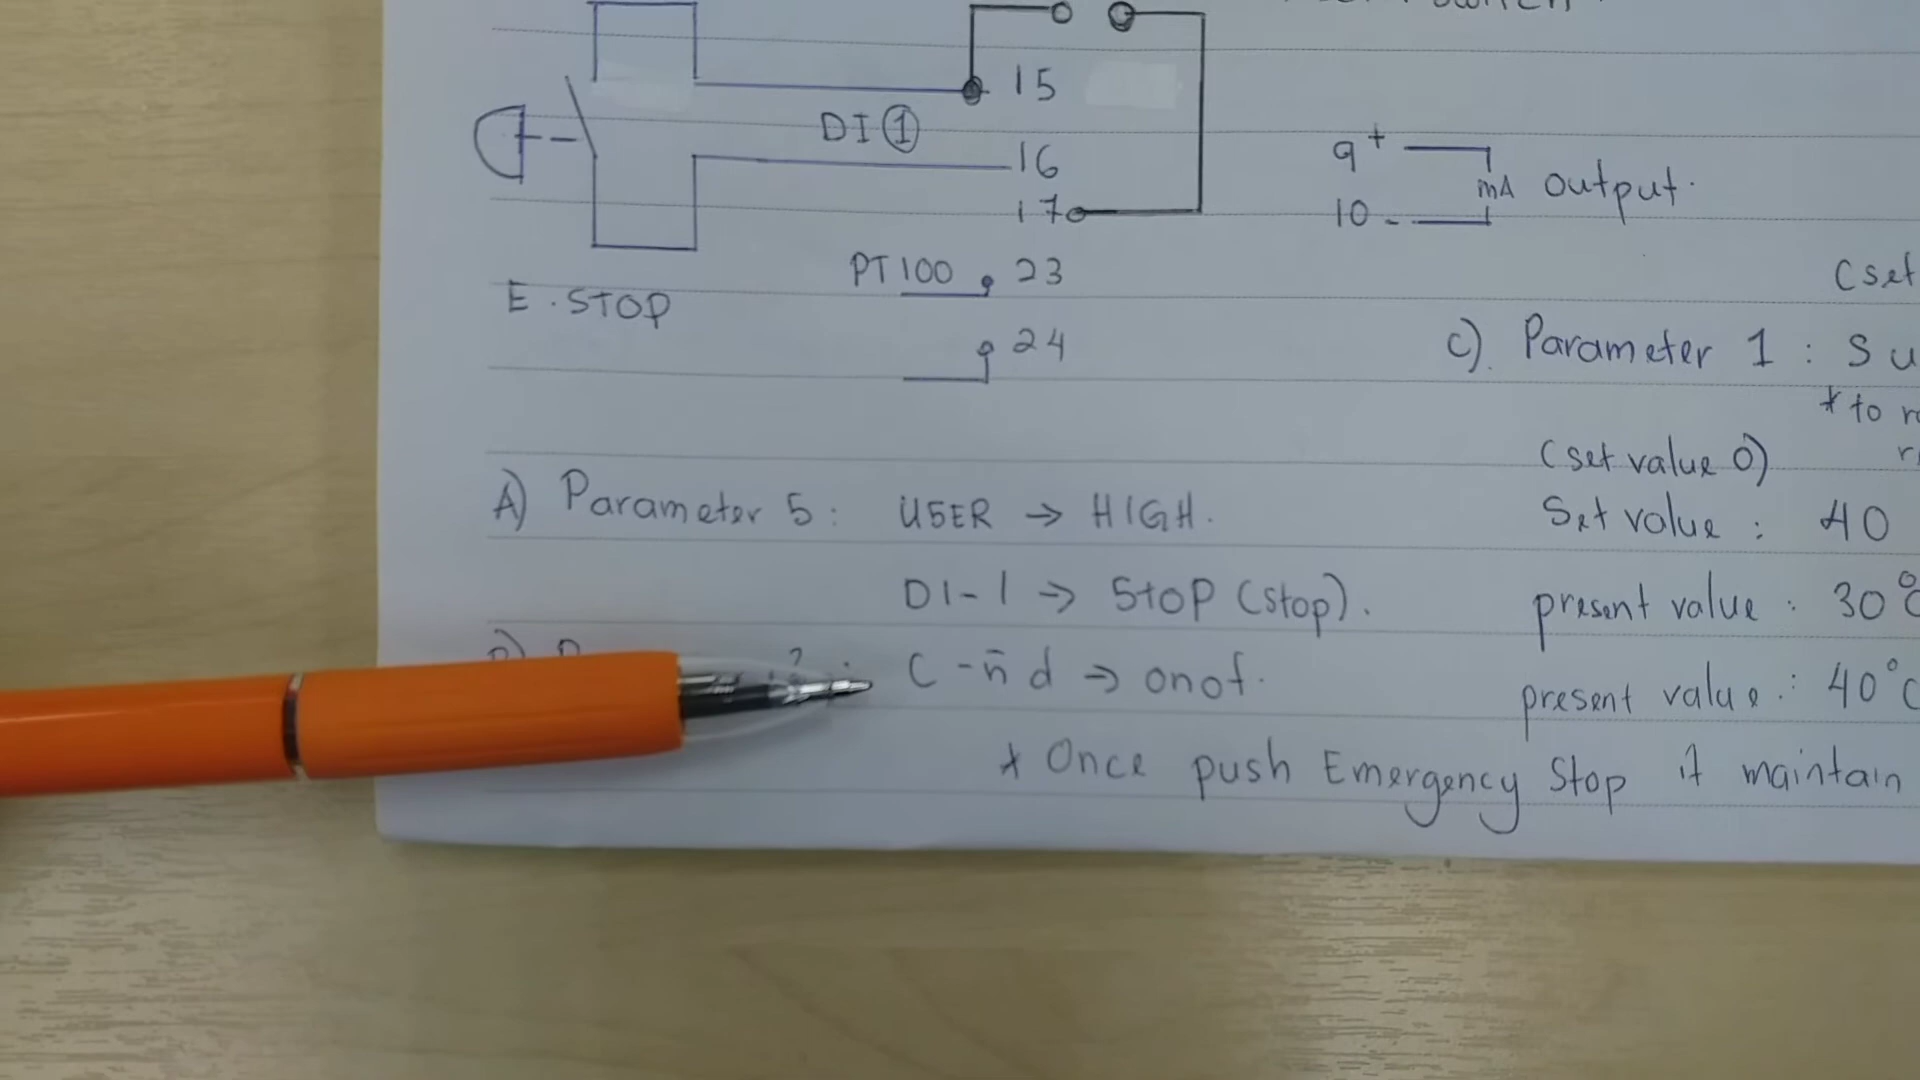 15
DI ①
16
17
9 +
10 -
mA output.
PT100 23
24
E. STOP
(set
C). Parameter 1 : Su
* to r
(set value 0)
A) Parameter 5 : USER → HIGH.
Set value : 40
DI-1 → StoP (stop).
present value : 30°C
C-n̄d → onof.
present value : 40°C
* Once push Emergency Stop it maintain